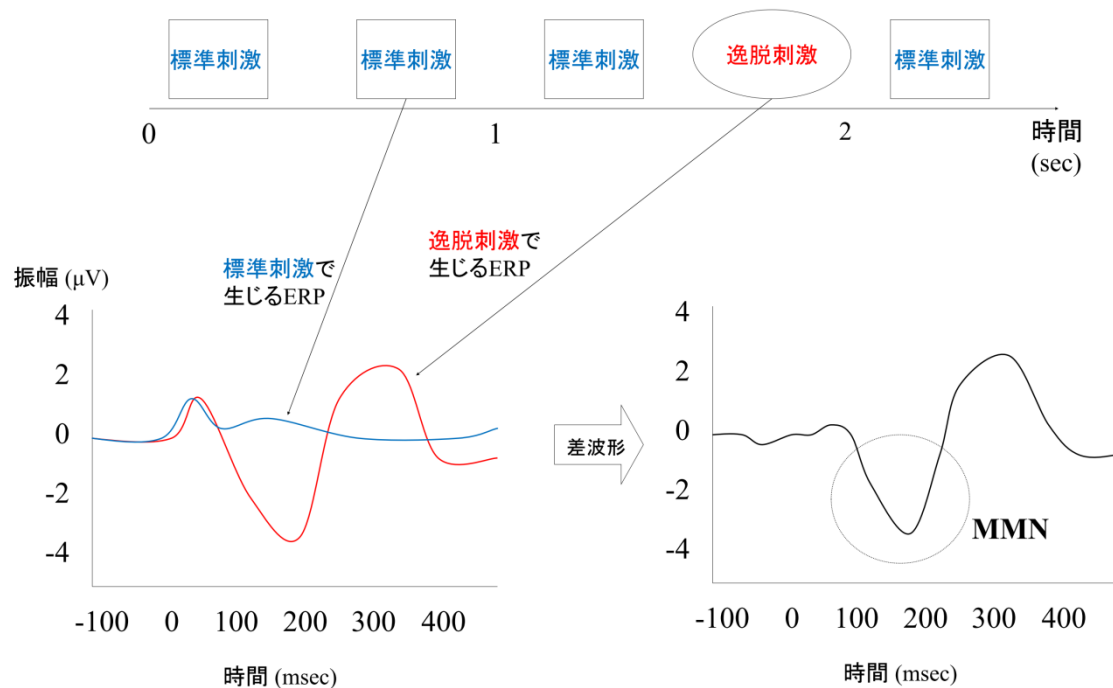 標準刺激
標準刺激
標準刺激
逸脱刺激
標準刺激
0
1
2
時間
(sec)
標準刺激で
生じるERP
逸脱刺激で
生じるERP
振幅 (μV)
4
2
0
-2
-4
-100 0 100 200 300 400
時間 (msec)
差波形
4
2
0
-2
-4
MMN
-100 0 100 200 300 400
時間 (msec)